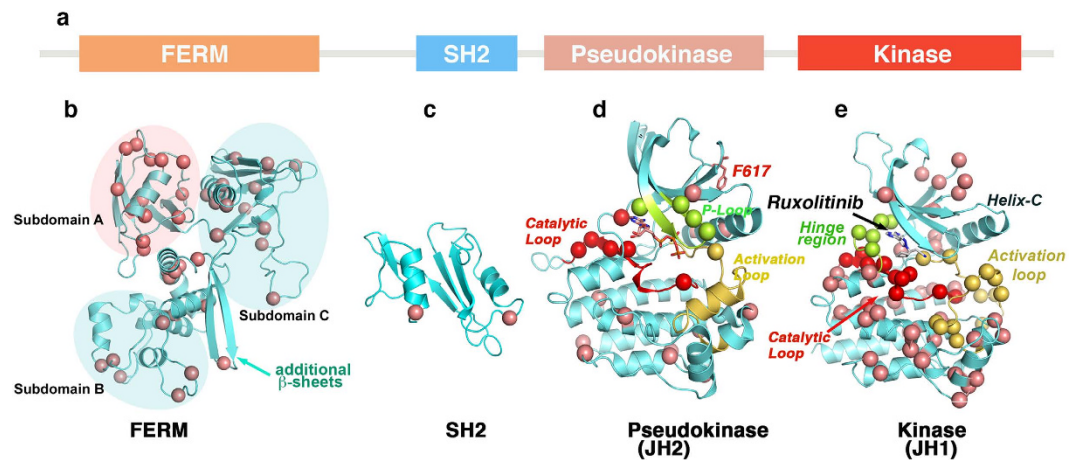 a
FERM
SH2
Pseudokinase
Kinase
b
Subdomain A
Subdomain C
Subdomain B
additional
β-sheets
FERM
c
SH2
d
F617
P-Loop
Catalytic
Loop
Activation
Loop
Pseudokinase
(JH2)
e
Helix-C
Ruxolitinib
Hinge
region
Activation
loop
Catalytic
Loop
Kinase
(JH1)